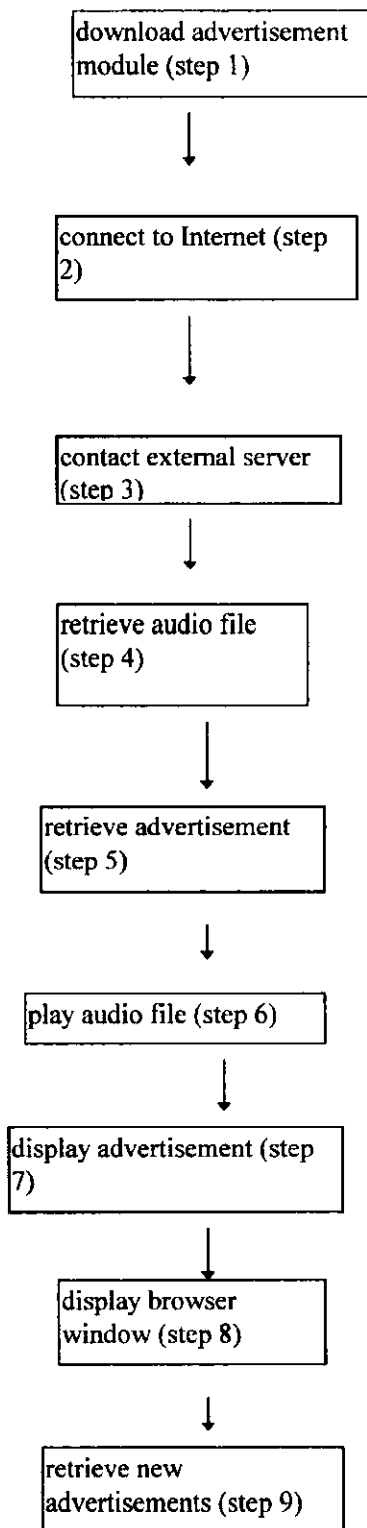 download advertisement
module (step 1)
connect to Internet (step
2)
contact external server
(step 3)
retrieve audio file
(step 4)
retrieve advertisement
(step 5)
play audio file (step 6)
display advertisement (step
7)
display browser
window (step 8)
retrieve new
advertisements (step 9)